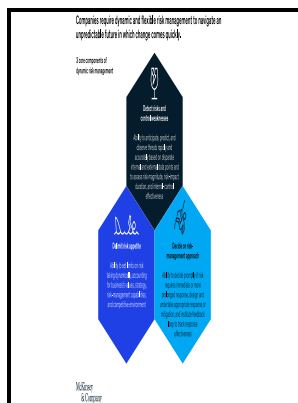 Companies require dynamic and flexible risk management to navigate an
unpredictable future in which change comes quickly.
3 core components of
dynamic risk management
Detect risks and
control weaknesses
Ability to anticipate, predict, and
observe threats rapidly and
accurately based on disparate
internal and external data points and
to assess risk magnitude, risk-impact
duration, and internal-control
effectiveness
Delimit risk appetite
Ability to set limits on risk
taking dynamically, accounting
for business values, strategy,
risk-management capabilities,
and competitive environment
Decide on risk-
management approach
Ability to decide promptly if risk
requires immediate or more
prolonged response, design and
undertake appropriate response or
mitigation, and institute feedback
loop to track response
effectiveness
McKinsey
& Company